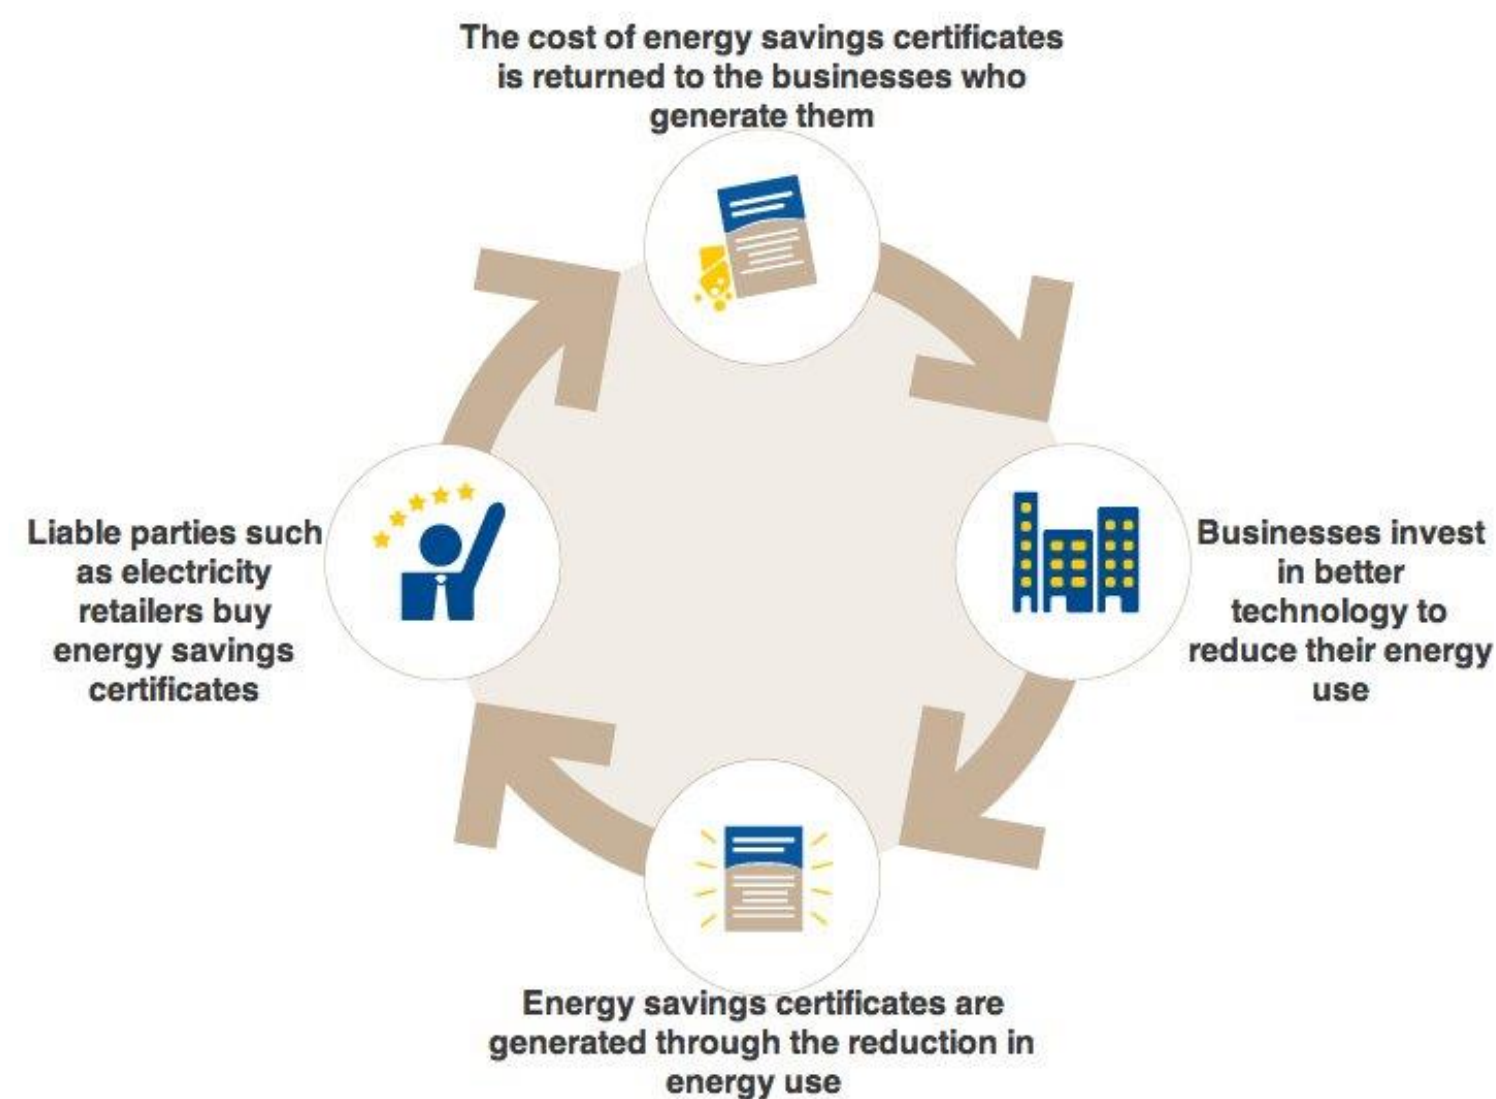 The cost of energy savings certificates
is returned to the businesses who
generate them
Liable parties such
as electricity
retailers buy
energy savings
certificates
Businesses invest
in better
technology to
reduce their energy
use
Energy savings certificates are
generated through the reduction in
energy use